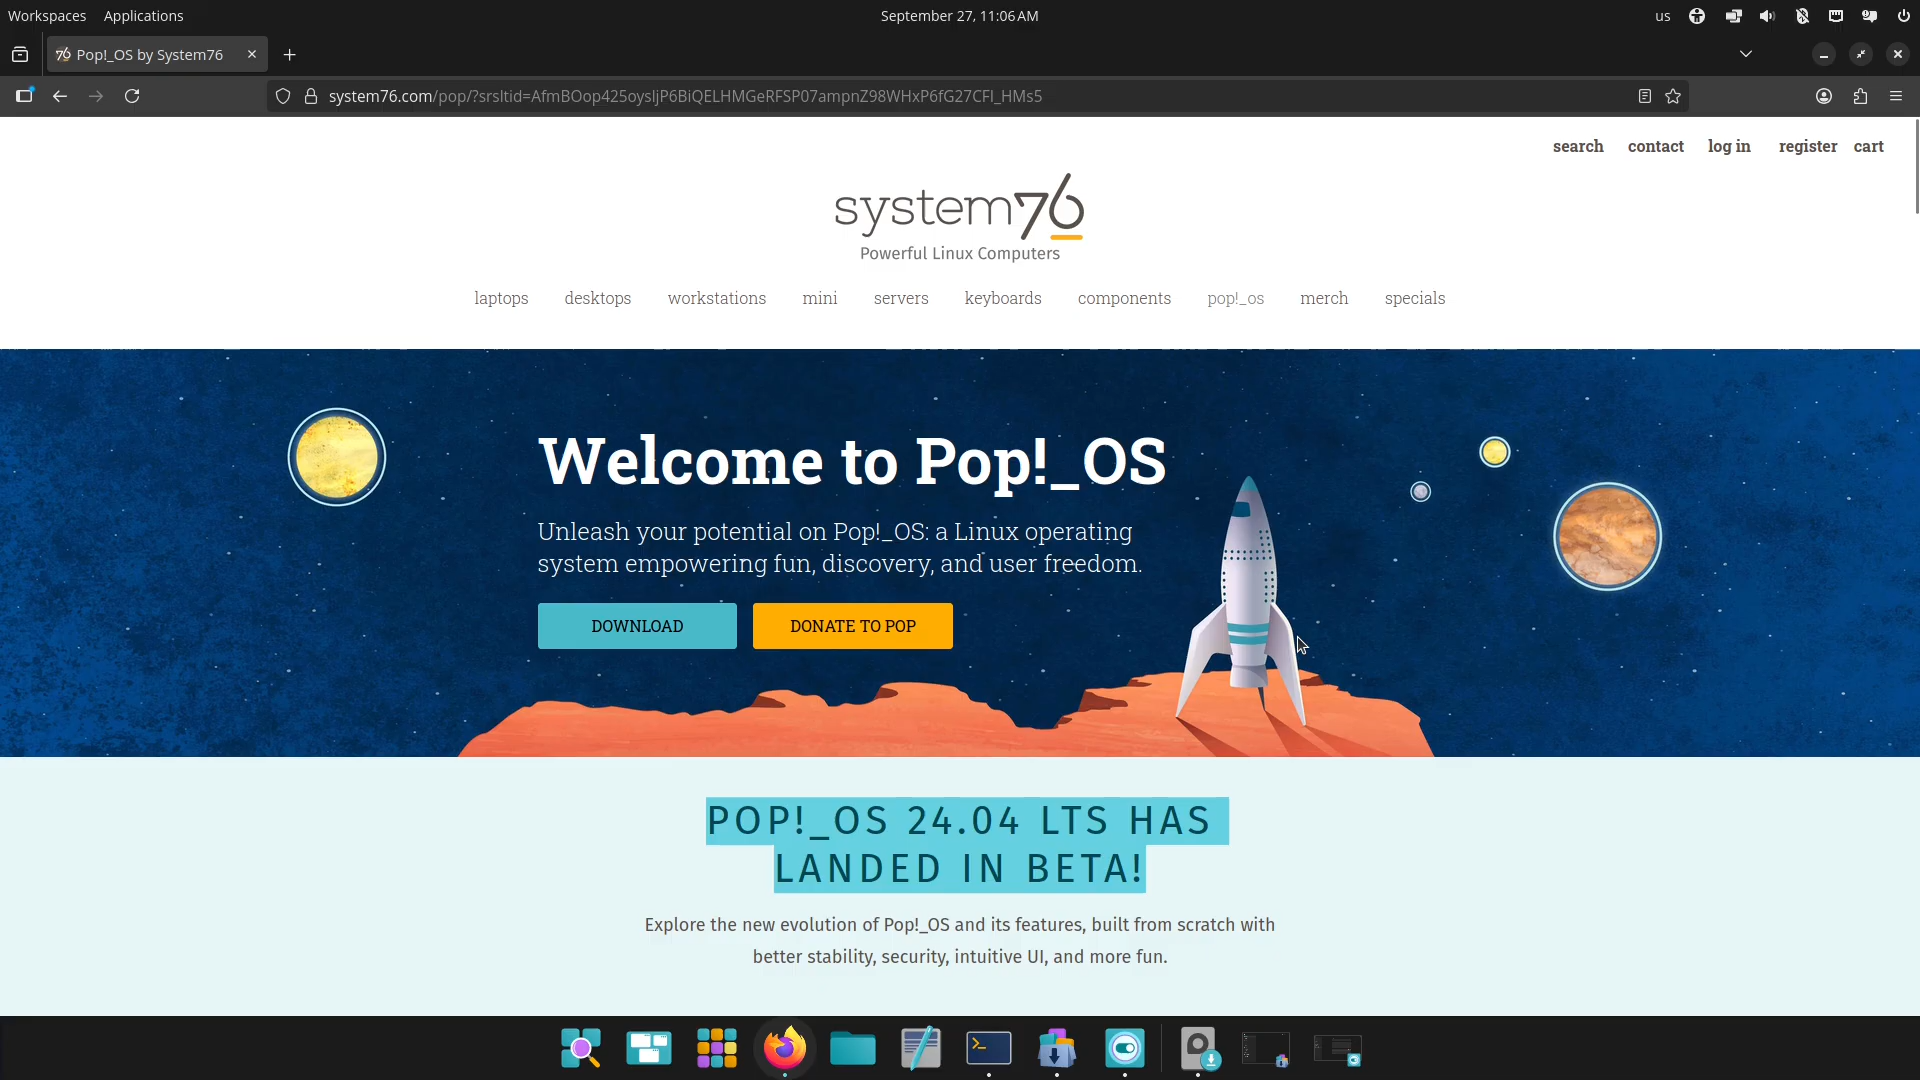 Workspaces Applications September 27, 11:06 AM us
Pop!_OS by System76
system76.com/pop/?srsltid=AfmBOop425oysljP6BiQELHMGeRFSP07ampnZ98WHxP6fG27CFI_HMs5
search contact log in register cart
system76
Powerful Linux Computers
laptops desktops workstations mini servers keyboards components pop!_os merch specials
Welcome to Pop!_OS
Unleash your potential on Pop!_OS: a Linux operating
system empowering fun, discovery, and user freedom.
DOWNLOAD DONATE TO POP
POP!_OS 24.04 LTS HAS
LANDED IN BETA!
Explore the new evolution of Pop!_OS and its features, built from scratch with
better stability, security, intuitive UI, and more fun.